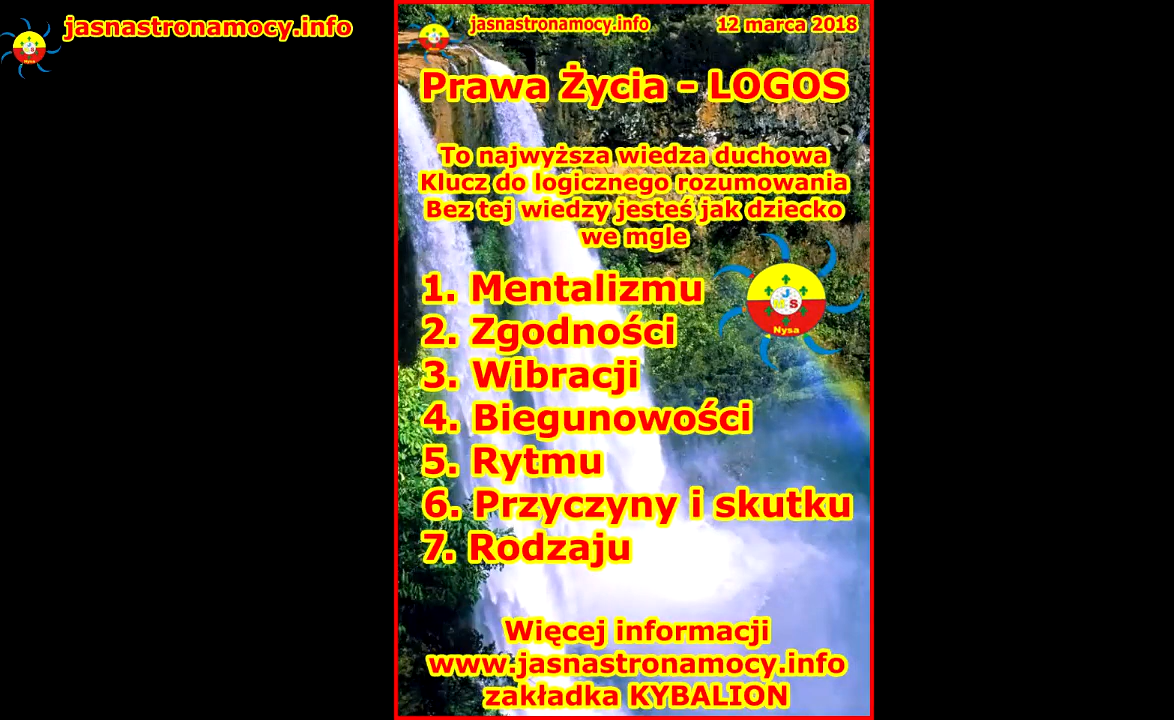 jasnastronamocy.info
Nysa
jasnastronamocy.info 12 marca 2018
Prawa Życia - LOGOS
To najwyższa wiedza duchowa
Klucz do logicznego rozumowania
Bez tej wiedzy jesteś jak dziecko
we mgle
1. Mentalizmu
2. Zgodności
J
S
Nysa
3. Wibracji
4. Biegunowości
5. Rytmu
6. Przyczyny i skutku
7. Rodzaju
Więcej informacji
www.jasnastronamocy.info
zakładka KYBALION